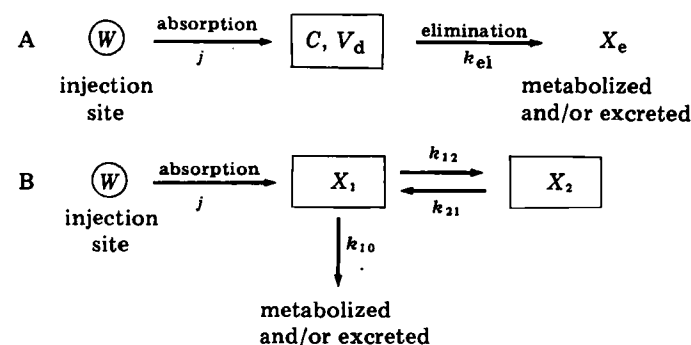 A W absorption j C, V_d elimination k_el X_e
injection site metabolized and/or excreted
B W absorption j X_1 k_12 k_21 X_2
injection site k_10
metabolized
and/or excreted